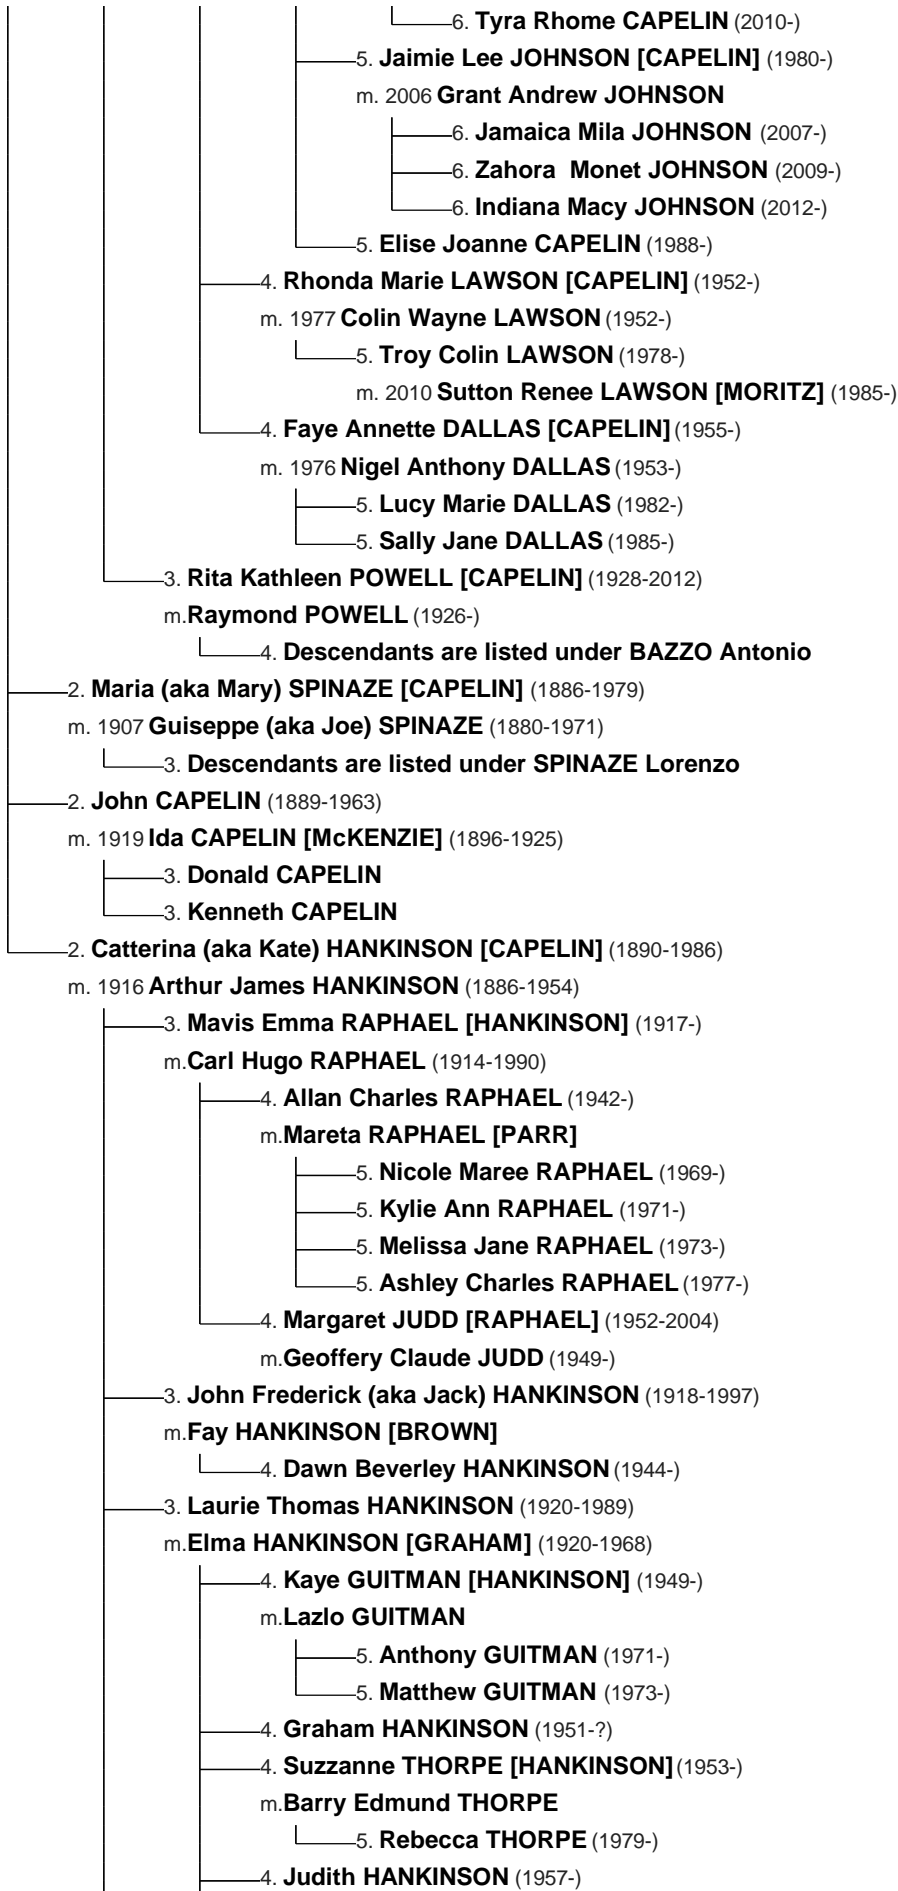 6. Tyra Rhome CAPELIN (2010-)
5. Jaimie Lee JOHNSON [CAPELIN] (1980-)
m. 2006 Grant Andrew JOHNSON
6. Jamaica Mila JOHNSON (2007-)
6. Zahora Monet JOHNSON (2009-)
6. Indiana Macy JOHNSON (2012-)
5. Elise Joanne CAPELIN (1988-)
4. Rhonda Marie LAWSON [CAPELIN] (1952-)
m. 1977 Colin Wayne LAWSON (1952-)
5. Troy Colin LAWSON (1978-)
m. 2010 Sutton Renee LAWSON [MORITZ] (1985-)
4. Faye Annette DALLAS [CAPELIN] (1955-)
m. 1976 Nigel Anthony DALLAS (1953-)
5. Lucy Marie DALLAS (1982-)
5. Sally Jane DALLAS (1985-)
3. Rita Kathleen POWELL [CAPELIN] (1928-2012)
m.Raymond POWELL (1926-)
4. Descendants are listed under BAZZO Antonio
2. Maria (aka Mary) SPINAZE [CAPELIN] (1886-1979)
m. 1907 Guiseppe (aka Joe) SPINAZE (1880-1971)
3. Descendants are listed under SPINAZE Lorenzo
2. John CAPELIN (1889-1963)
m. 1919 Ida CAPELIN [McKENZIE] (1896-1925)
3. Donald CAPELIN
3. Kenneth CAPELIN
2. Catterina (aka Kate) HANKINSON [CAPELIN] (1890-1986)
m. 1916 Arthur James HANKINSON (1886-1954)
3. Mavis Emma RAPHAEL [HANKINSON] (1917-)
m.Carl Hugo RAPHAEL (1914-1990)
4. Allan Charles RAPHAEL (1942-)
m.Mareta RAPHAEL [PARR]
5. Nicole Maree RAPHAEL (1969-)
5. Kylie Ann RAPHAEL (1971-)
5. Melissa Jane RAPHAEL (1973-)
5. Ashley Charles RAPHAEL (1977-)
4. Margaret JUDD [RAPHAEL] (1952-2004)
m.Geoffery Claude JUDD (1949-)
3. John Frederick (aka Jack) HANKINSON (1918-1997)
m.Fay HANKINSON [BROWN]
4. Dawn Beverley HANKINSON (1944-)
3. Laurie Thomas HANKINSON (1920-1989)
m.Elma HANKINSON [GRAHAM] (1920-1968)
4. Kaye GUITMAN [HANKINSON] (1949-)
m.Lazlo GUITMAN
5. Anthony GUITMAN (1971-)
5. Matthew GUITMAN (1973-)
4. Graham HANKINSON (1951-?)
4. Suzzanne THORPE [HANKINSON] (1953-)
m.Barry Edmund THORPE
5. Rebecca THORPE (1979-)
4. Judith HANKINSON (1957-)